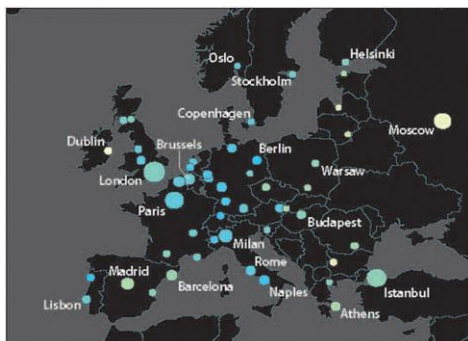 Oslo
Helsinki
Stockholm
Copenhagen
Moscow
Dublin
Brussels
Berlin
London
Warsaw
Paris
Budapest
Milan
Madrid
Rome
Lisbon
Barcelona
Naples
Istanbul
Athens